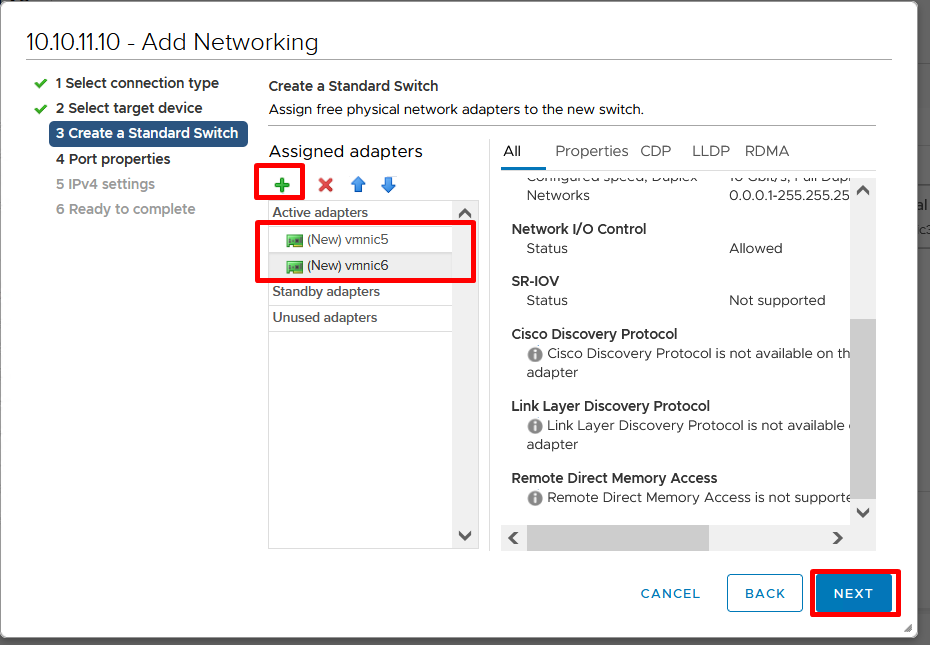 10.10.11.10 - Add Networking
1 Select connection type
2 Select target device
3 Create a Standard Switch
4 Port properties
5 IPv4 settings
6 Ready to complete
Create a Standard Switch
Assign free physical network adapters to the new switch.
Assigned adapters
Active adapters
(New) vmnic5
(New) vmnic6
Standby adapters
Unused adapters
All Properties CDP LLDP RDMA
Configured speed, Duplex 10 Gbit/s, Full Dup
Networks 0.0.0.1-255.255.25
Network I/O Control
Status Allowed
SR-IOV
Status Not supported
Cisco Discovery Protocol
Cisco Discovery Protocol is not available on th
adapter
Link Layer Discovery Protocol
Link Layer Discovery Protocol is not available
adapter
Remote Direct Memory Access
Remote Direct Memory Access is not supporte
CANCEL BACK NEXT